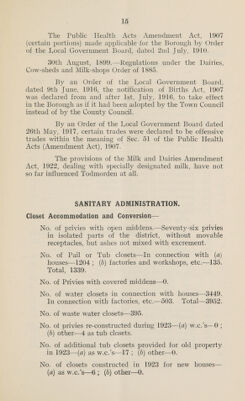 15
The Public Health Acts Amendment Act, 1907
(certain portions) made applicable for the Borough by Order
of the Local Government Board, dated 2nd July, 1910.
30th August, 1899.—Regulations under the Dairies,
Cow-sheds and Milk-shops Order of 1885.
By an Order of the Local Government Board,
dated 9th June, 1916, the notification of Births Act, 1907
was declared from and after 1st, July, 1916, to take effect
in the Borough as if it had been adopted by the Town Council
instead of by the County Council.
By an Order of the Local Government Board dated
26th May, 1917, certain trades were declared to be offensive
trades within the meaning of Sec. 51 of the Public Health
Acts (Amendment Act), 1907.
The provisions of the Milk and Dairies Amendment
Act, 1922, dealing with specially designated milk, have not
so far influenced Todmorden at all.
SANITARY ADMINISTRATION.
Closet Accommodation and Conversion—
No. of privies with open middens.—Seventy-six privies
in isolated parts of the district, without movable
receptacles, but ashes not mixed with excrement.
No. of Pail or Tub closets—In connection with (a)
houses—1204; (b) factories and workshops, etc.—135.
Total, 1339.
No. of Privies with covered middens—0.
No. of water closets in connection with houses—3449.
In connection with factories, etc.—503. Total—3952.
No. of waste water closets—395.
No. of privies re-constructed during 1923—(a) w.c.'s—0;
(b) other—4 as tub closets.
No. of additional tub closets provided for old property
in 1923—(a) as w.c.'s—17; (b) other—0.
No. of closets constructed in 1923 for new houses—
(a) as w.c.'s—6; (b) other—0.